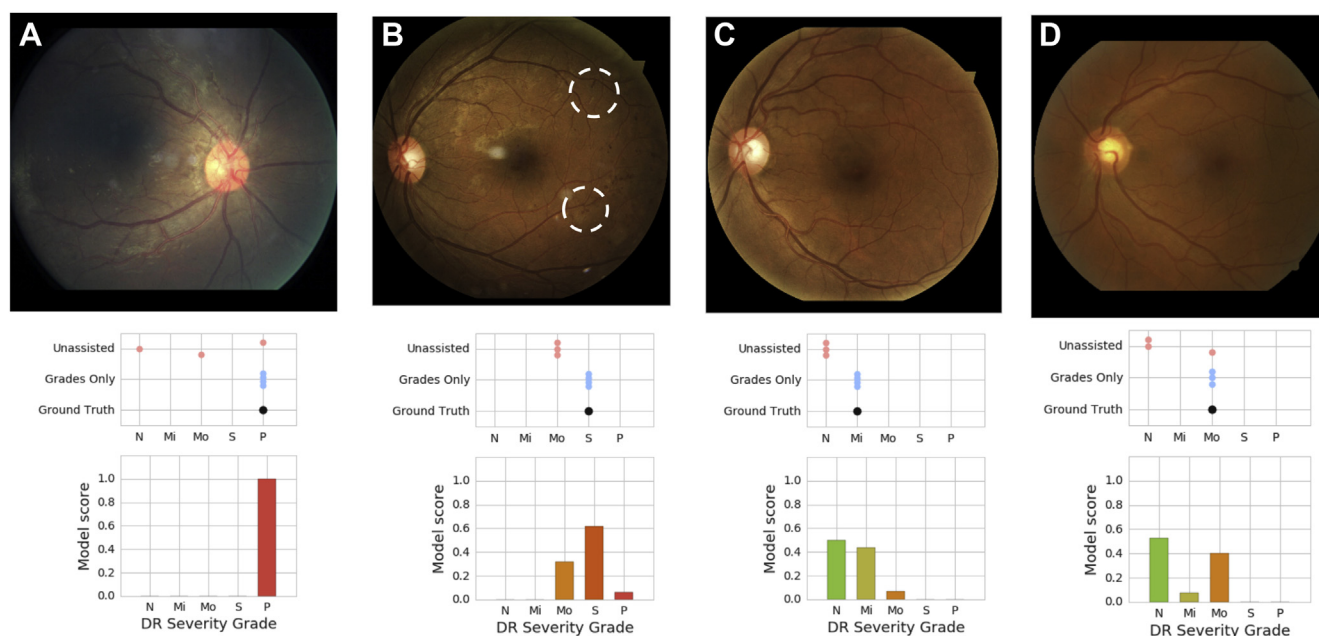 A
B
C
D
Unassisted
Grades Only
Ground Truth
N Mi Mo S P
Unassisted
Grades Only
Ground Truth
N Mi Mo S P
Unassisted
Grades Only
Ground Truth
N Mi Mo S P
Unassisted
Grades Only
Ground Truth
N Mi Mo S P
Model score
1.0
0.8
0.6
0.4
0.2
0.0
N Mi Mo S P
DR Severity Grade
Model score
1.0
0.8
0.6
0.4
0.2
0.0
N Mi Mo S P
DR Severity Grade
Model score
1.0
0.8
0.6
0.4
0.2
0.0
N Mi Mo S P
DR Severity Grade
Model score
1.0
0.8
0.6
0.4
0.2
0.0
N Mi Mo S P
DR Severity Grade